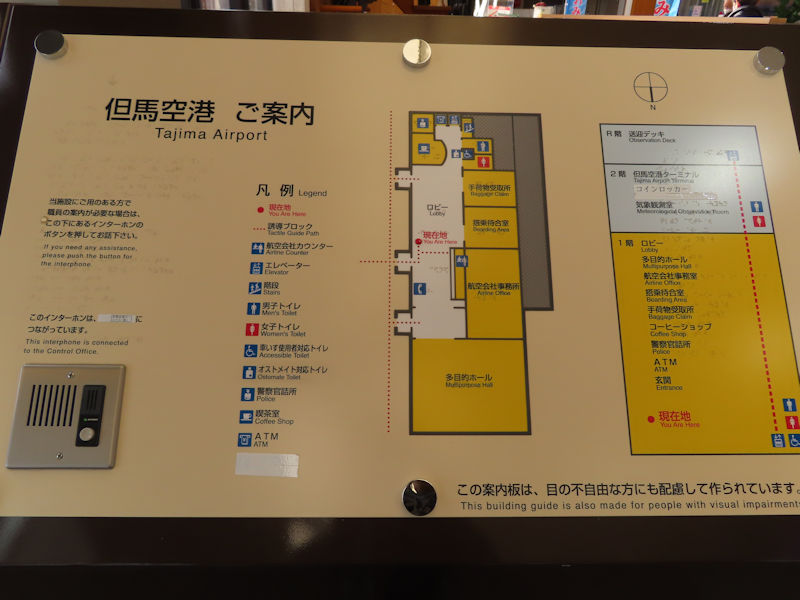 但馬空港 ご案内
Tajima Airport
当施設にご用のある方で
職員の案内が必要な場合は、
この下にあるインターホンの
ボタンを押してお話下さい。
If you need any assistance,
please push the button for
the interphone.
このインターホンは、
に
つながっています。
This interphone is connected
to the Control Office.
凡例 Legend
現在地
You Are Here
誘導ブロック
Tactile Guide Path
航空会社カウンター
Airline Counter
エレベーター
Elevator
階段
Stairs
男子トイレ
Men's Toilet
女子トイレ
Women's Toilet
車いす使用者対応トイレ
Accessible Toilet
オストメイト対応トイレ
Ostomate Toilet
警察官詰所
Police
喫茶室
Coffee Shop
ATM
ATM
手荷物受取所
Baggage Claim
ロビー
Lobby
搭乗待合室
Boarding Area
現在地
You Are Here
航空会社事務所
Airline Office
多目的ホール
Multipurpose Hall
N
R階 送迎デッキ
Observation Deck
2階 但馬空港ターミナル
Tajima Airport Terminal
コインロッカー
気象観測室
Meteorological Observation Room
1階 ロビー
Lobby
多目的ホール
Multipurpose Hall
航空会社事務室
Airline Office
搭乗待合室
Boarding Area
手荷物受取所
Baggage Claim
コーヒーショップ
Coffee Shop
警察官詰所
Police
ATM
ATM
玄関
Entrance
現在地
You Are Here
この案内板は、目の不自由な方にも配慮して作られています。
This building guide is also made for people with visual impairments